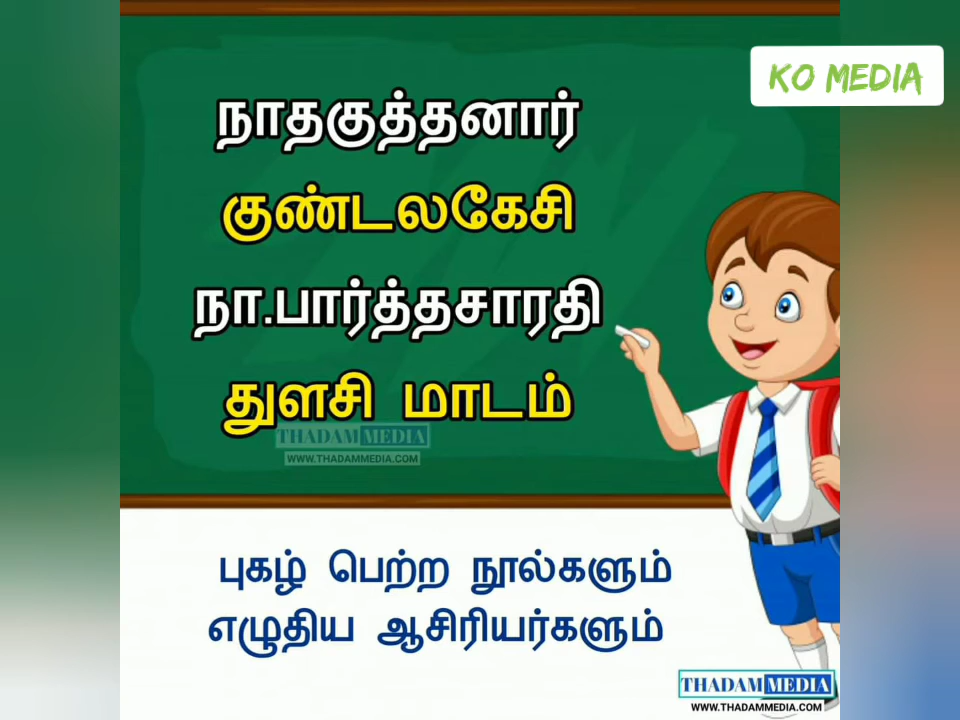 KO MEDIA
நாதகுத்தனார்
குண்டலகேசி
நா.பார்த்தசாரதி
துளசி மாடம்
THADAM MEDIA
WWW.THADAMMEDIA.COM
புகழ் பெற்ற நூல்களும்
எழுதிய ஆசிரியர்களும்
THADAM MEDIA
WWW.THADAMMEDIA.COM